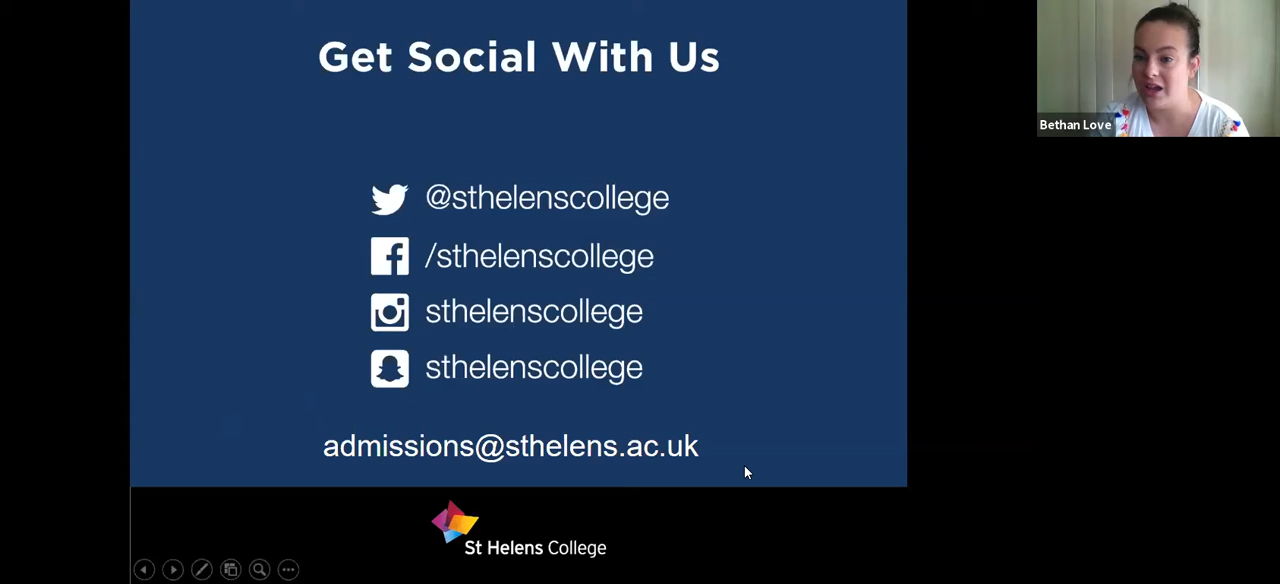 Get Social With Us
Bethan Love
@sthelenscollege
/sthelenscollege
sthelenscollege
sthelenscollege
admissions@sthelens.ac.uk
St Helens College